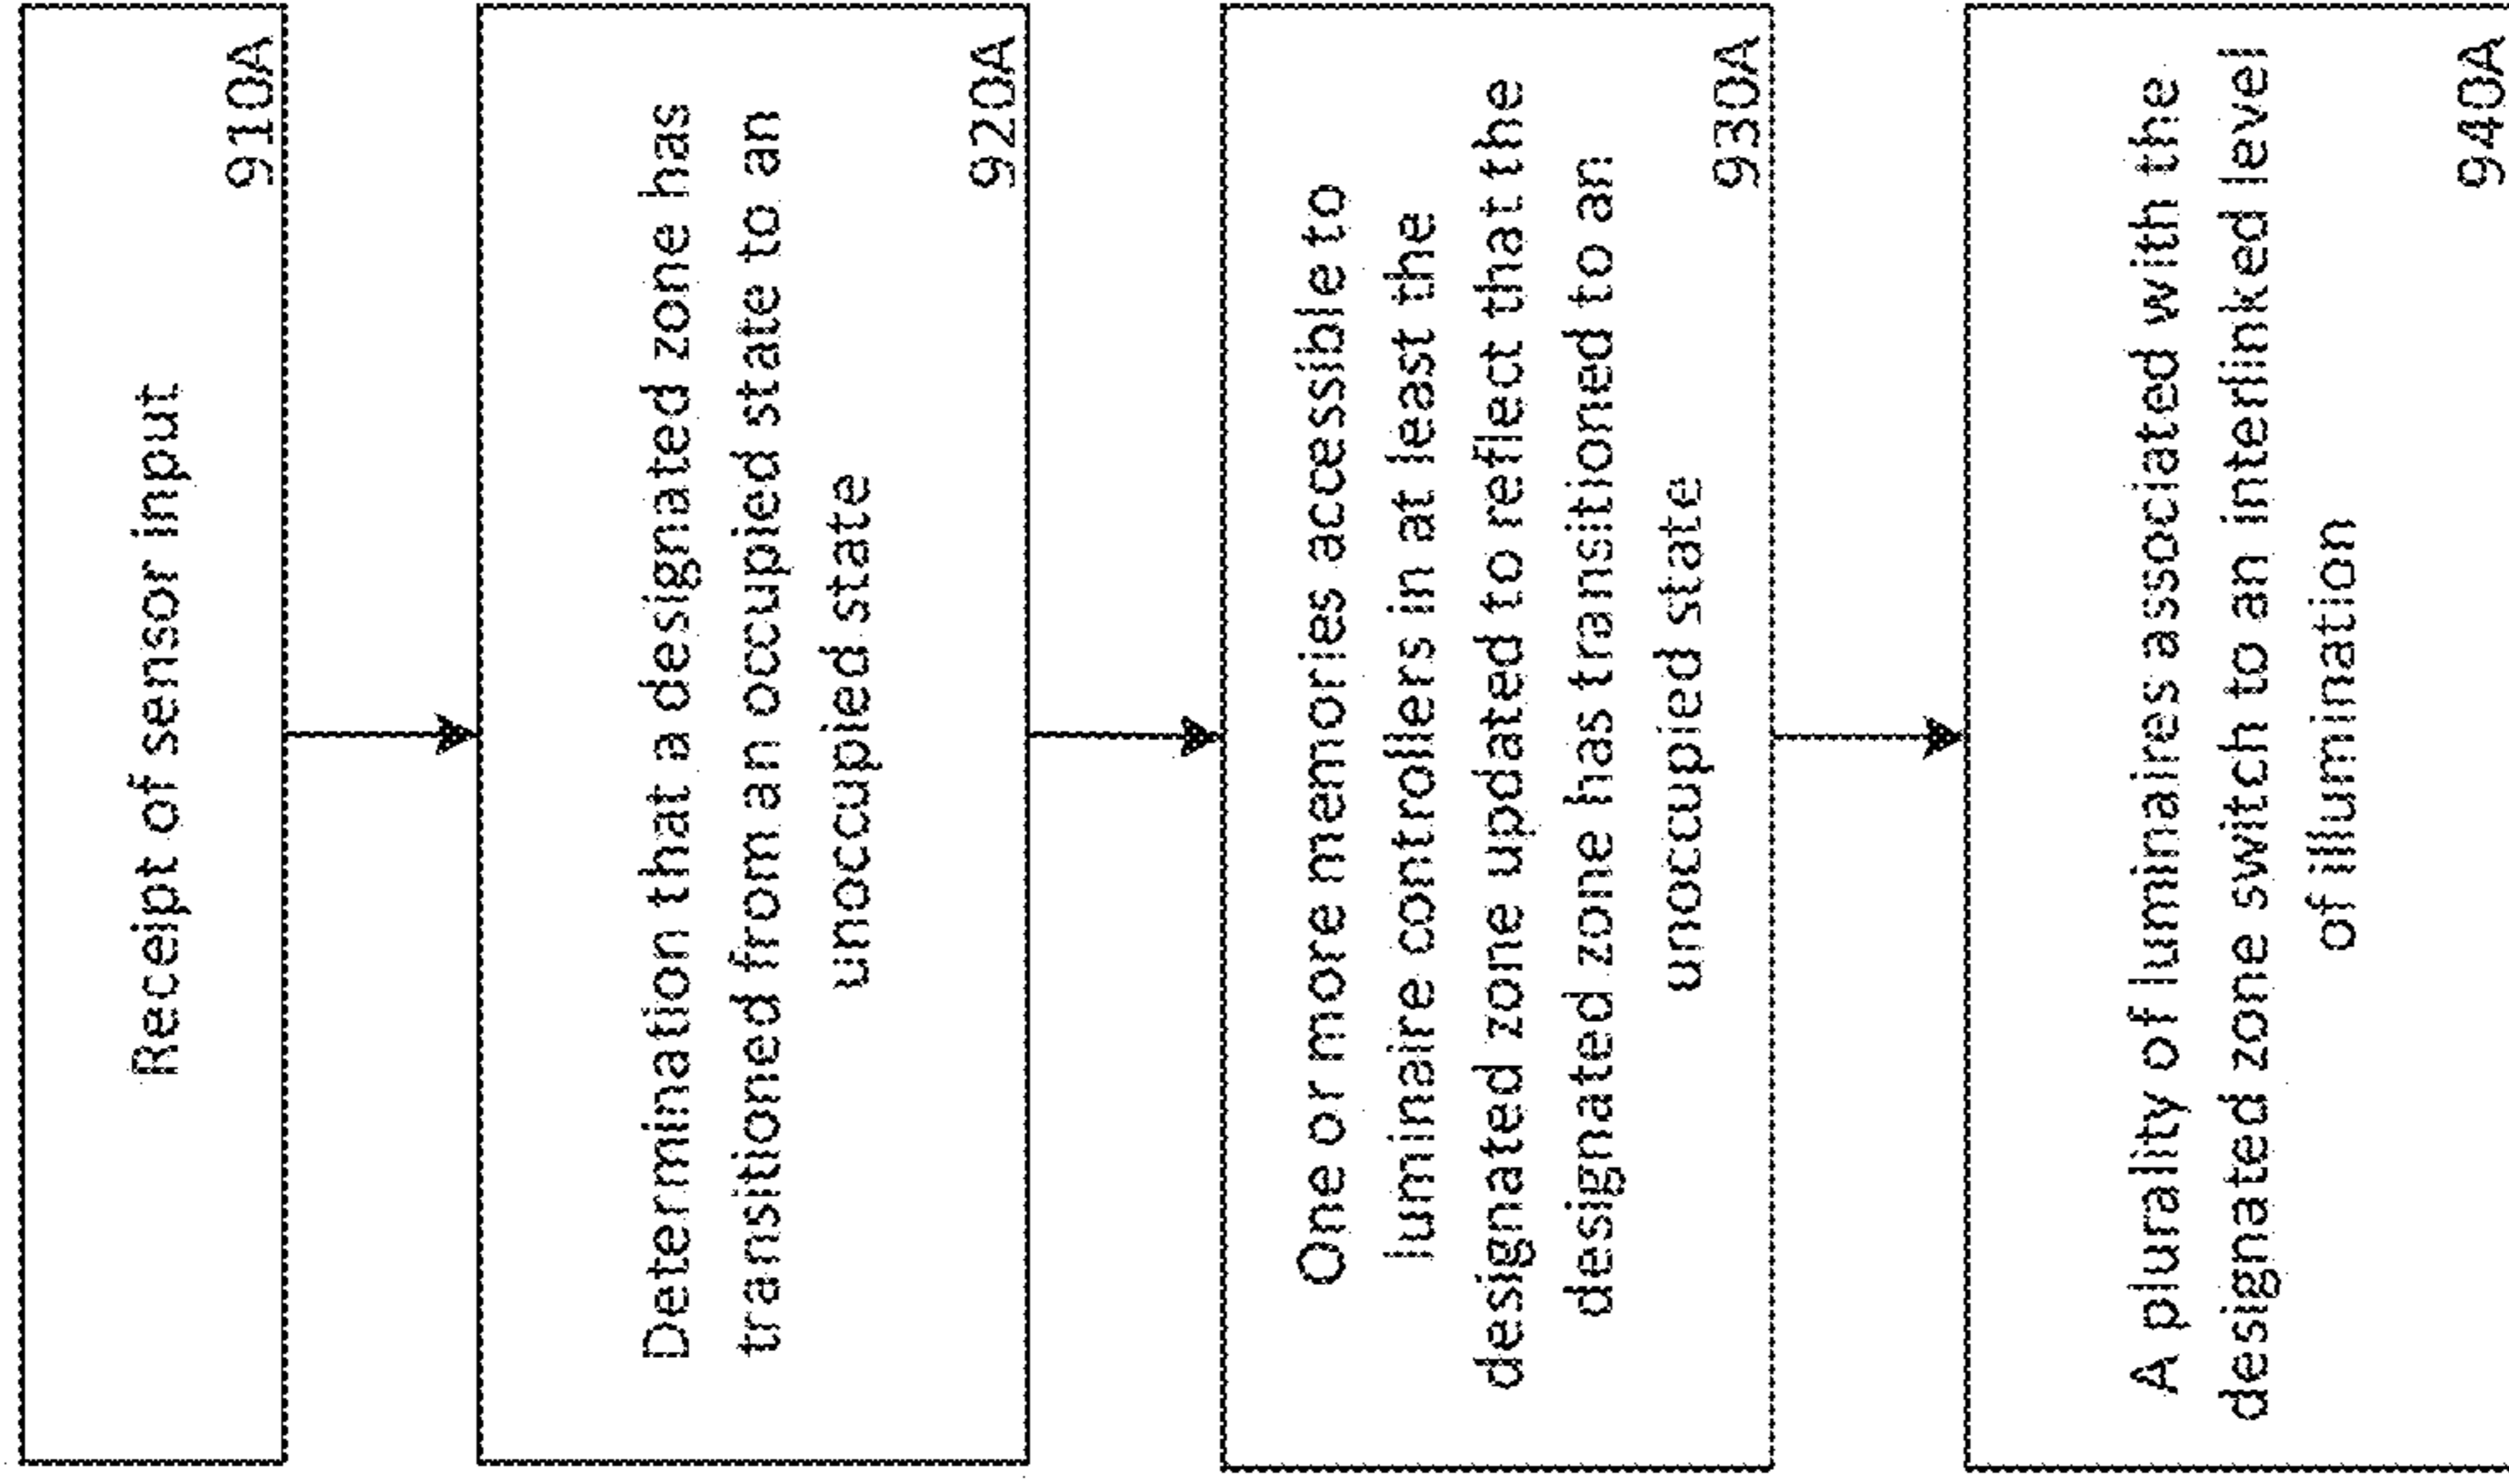 Receipt of sensor input
910A
Determination that a designated zone has
transitioned from an occupied state to an
unoccupied state
920A
One or more memories accessible to
luminaire controllers in at least the
designated zone updated to reflect that the
designated zone has transitioned to an
unoccupied state
930A
A plurality of luminaires associated with the
designated zone switch to an interlinked level
of illumination
940A